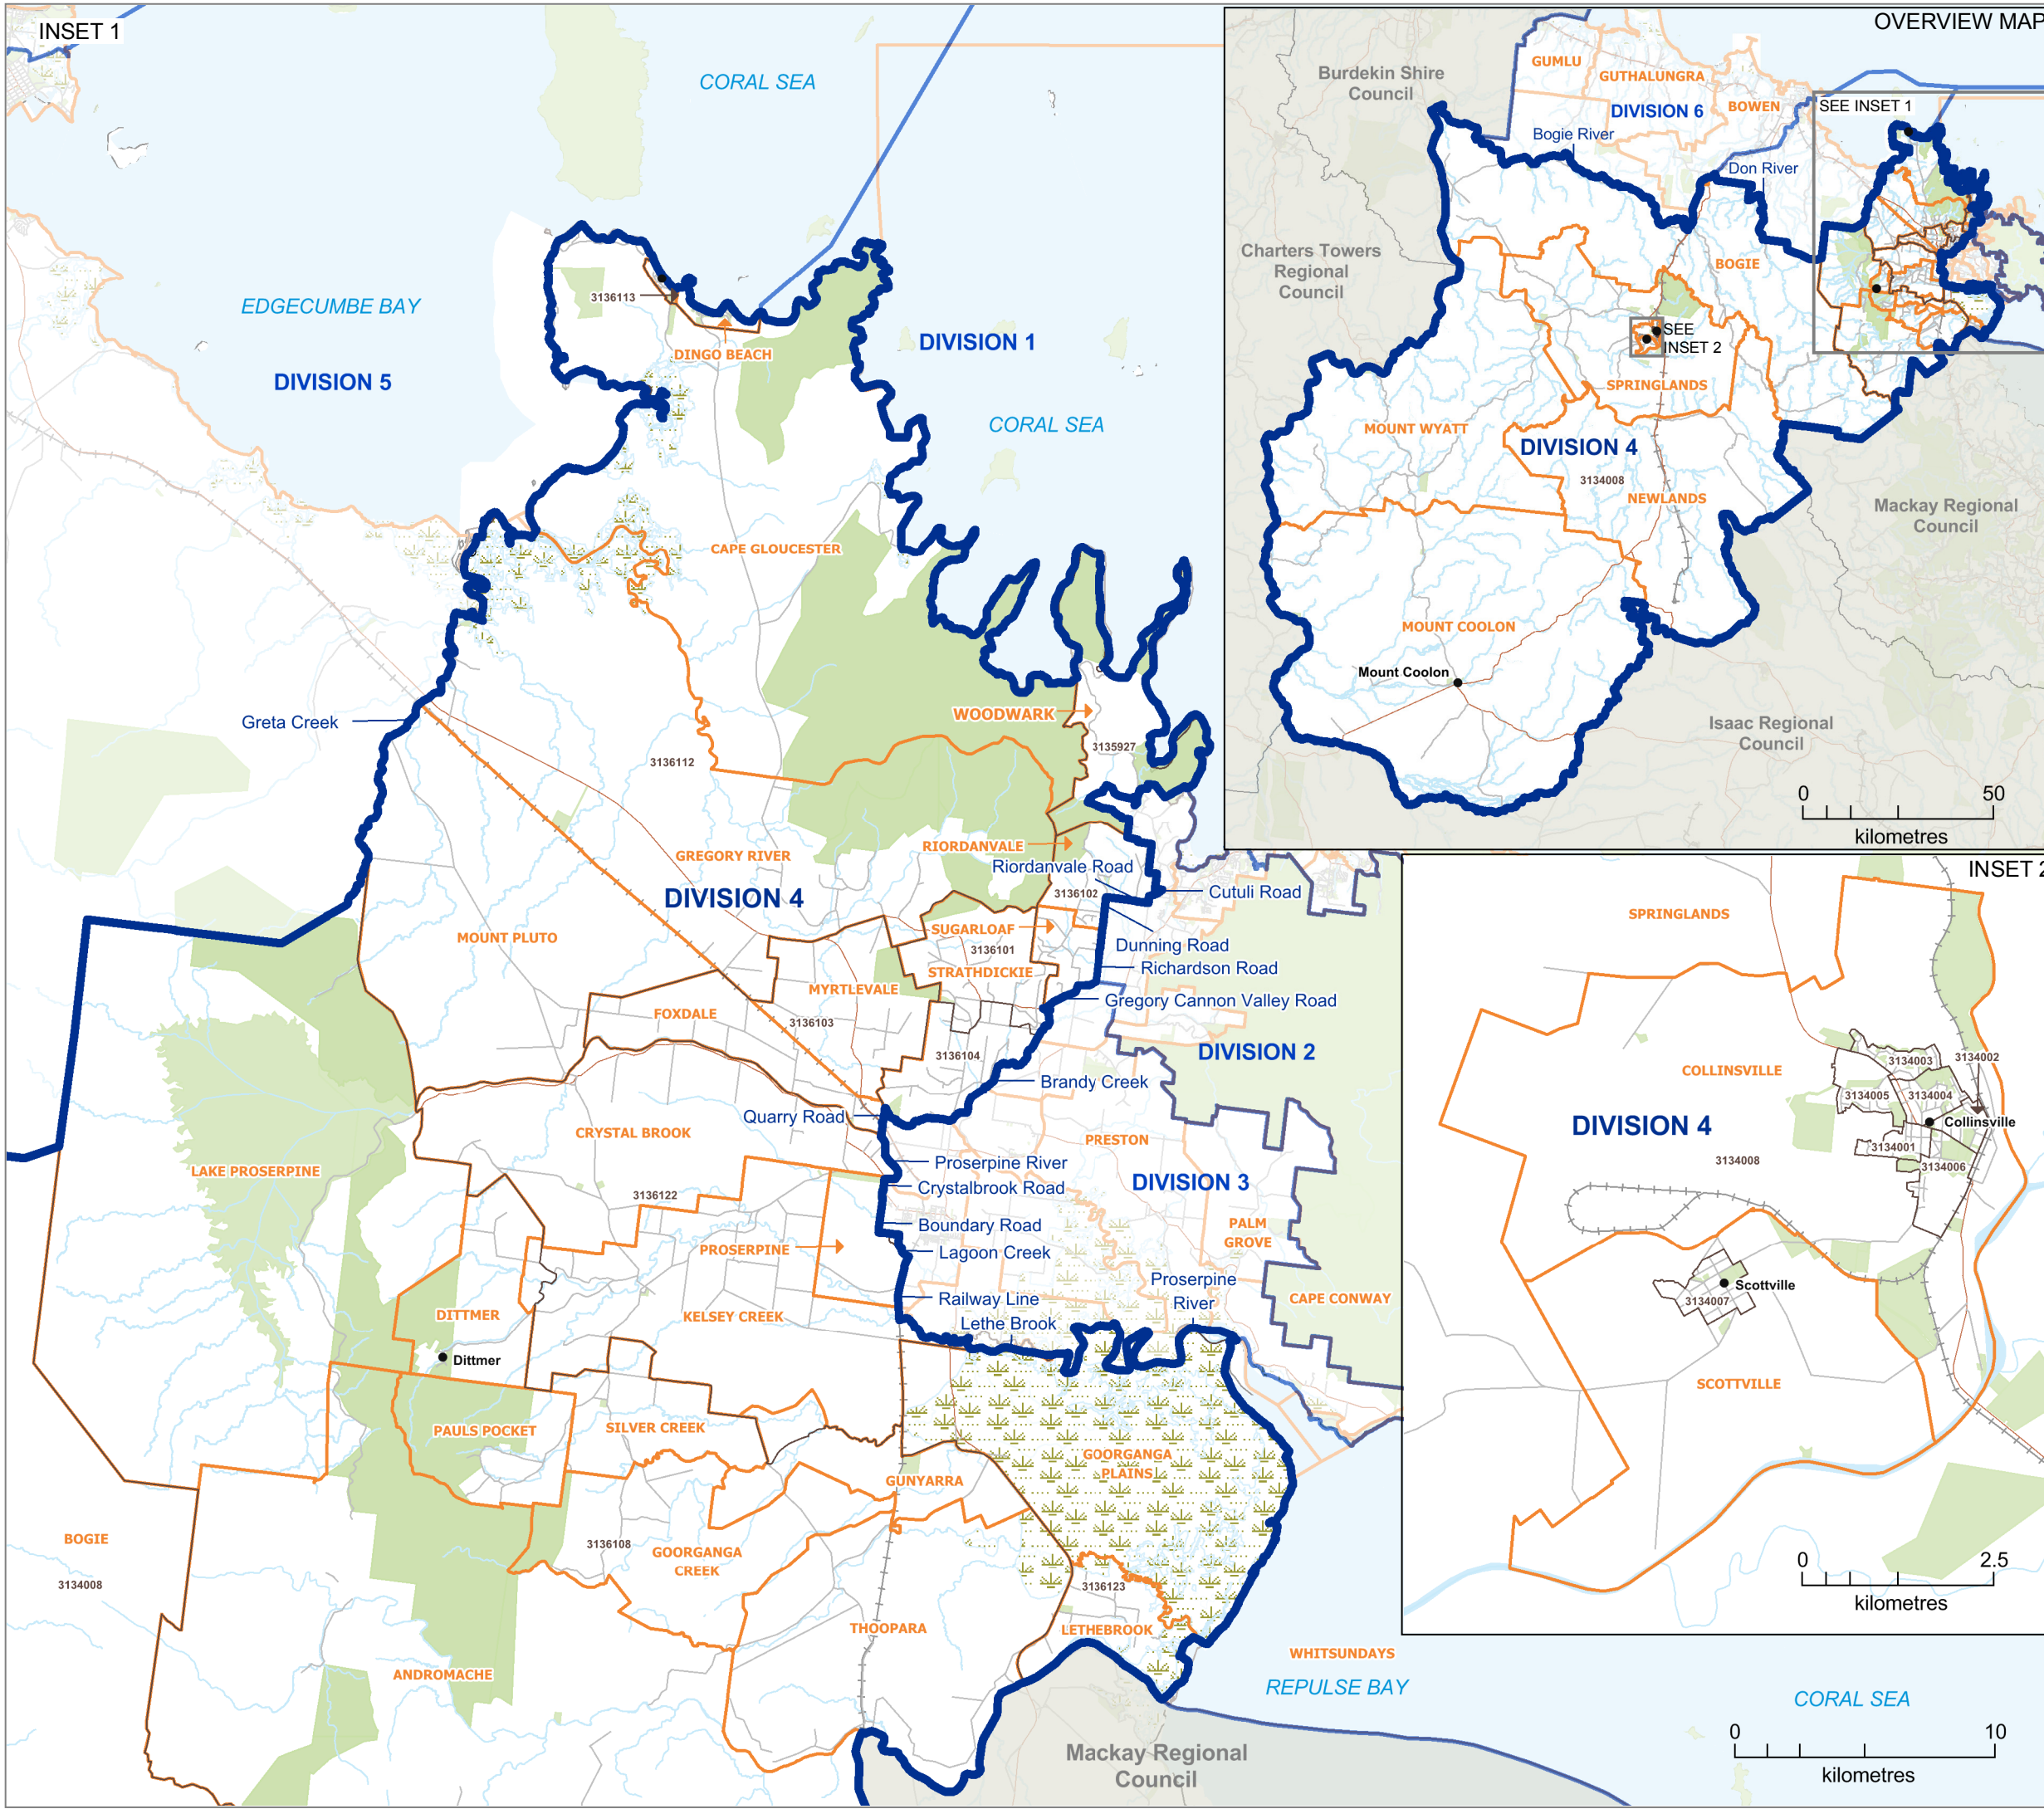 INSET 1
CORAL SEA
EDGECUMBE BAY
DIVISION 5
3136113
DINGO BEACH
DIVISION 1
CORAL SEA
CAPE GLOUCESTER
Greta Creek
WOODWARK
3135927
3136112
GREGORY RIVER
RIORDANVALE
Riordanvale Road
DIVISION 4
3136102
Cutuli Road
MOUNT PLUTO
SUGARLOAF
3136101
Dunning Road
STRATHDICKIE
Richardson Road
MYRTLEVALE
Gregory Cannon Valley Road
FOXDALE
3136103
3136104
DIVISION 2
Brandy Creek
Quarry Road
CRYSTAL BROOK
PRESTON
LAKE PROSERPINE
Proserpine River
DIVISION 3
Crystalbrook Road
3136122
Boundary Road
PALM
GROVE
PROSERPINE
Lagoon Creek
Proserpine
River
Railway Line
CAPE CONWAY
DITTMER
KELSEY CREEK
Lethe Brook
Dittmer
PAULS POCKET
SILVER CREEK
GOORGANGA
PLAINS
GUNYARRA
BOGIE
3136108
GOORGANGA
CREEK
3134008
3136123
THOOPARA
LETHEBROOK
WHITSUNDAYS
ANDROMACHE
REPULSE BAY
CORAL SEA
Mackay Regional
Council
0 10
kilometres
OVERVIEW MAP
Burdekin Shire
Council
GUMLU
GUTHALUNGRA
BOWEN
SEE INSET 1
DIVISION 6
Bogie River
Don River
Charters Towers
Regional
Council
BOGIE
SEE
INSET 2
SPRINGLANDS
MOUNT WYATT
DIVISION 4
3134008
NEWLANDS
Mackay Regional
Council
MOUNT COOLON
Mount Coolon
Isaac Regional
Council
0 50
kilometres
INSET 2
SPRINGLANDS
COLLINSVILLE
3134003
3134002
3134005
3134004
DIVISION 4
Collinsville
3134001
3134008
3134006
Scottville
3134007
SCOTTVILLE
0 2.5
kilometres